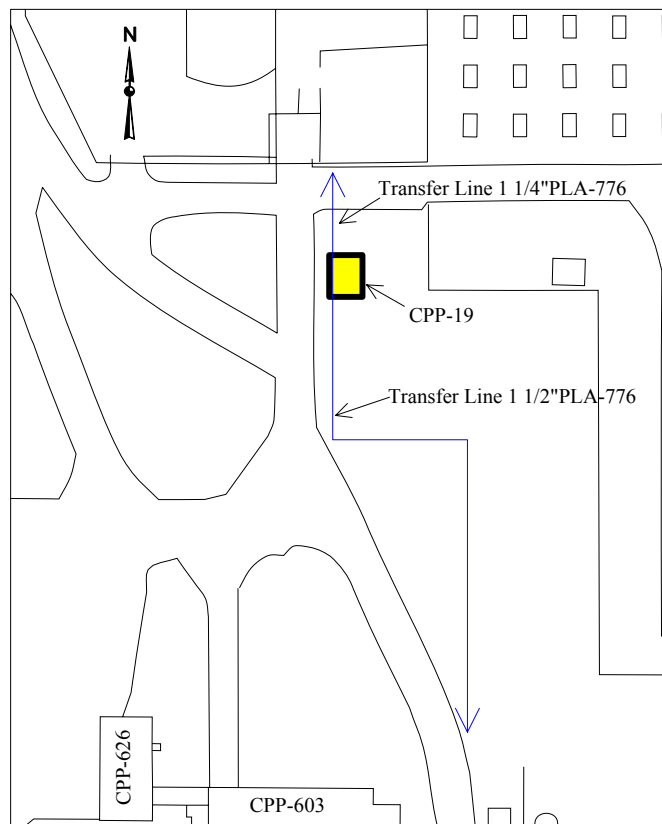 N
Transfer Line 1 1/4"PLA-776
CPP-19
Transfer Line 1 1/2"PLA-776
CPP-626
CPP-603